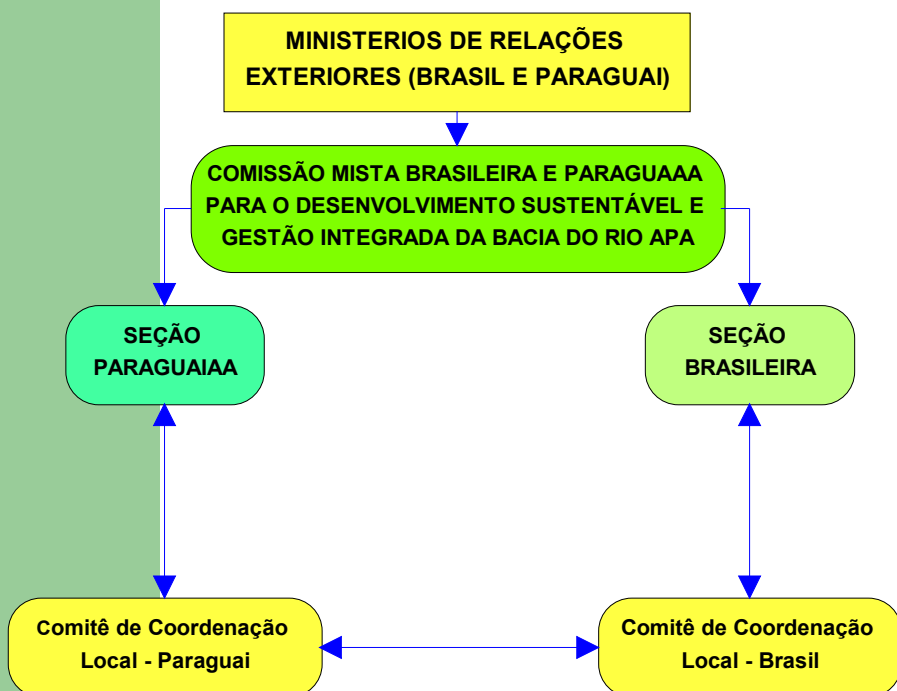 MINISTERIOS DE RELAÇÕES
EXTERIORES (BRASIL E PARAGUAI)
COMISSÃO MISTA BRASILEIRA E PARAGUAAA
PARA O DESENVOLVIMENTO SUSTENTÁVEL E
GESTÃO INTEGRADA DA BACIA DO RIO APA
SEÇÃO
PARAGUAIAA
SEÇÃO
BRASILEIRA
Comitê de Coordenação
Local - Paraguai
Comitê de Coordenação
Local - Brasil